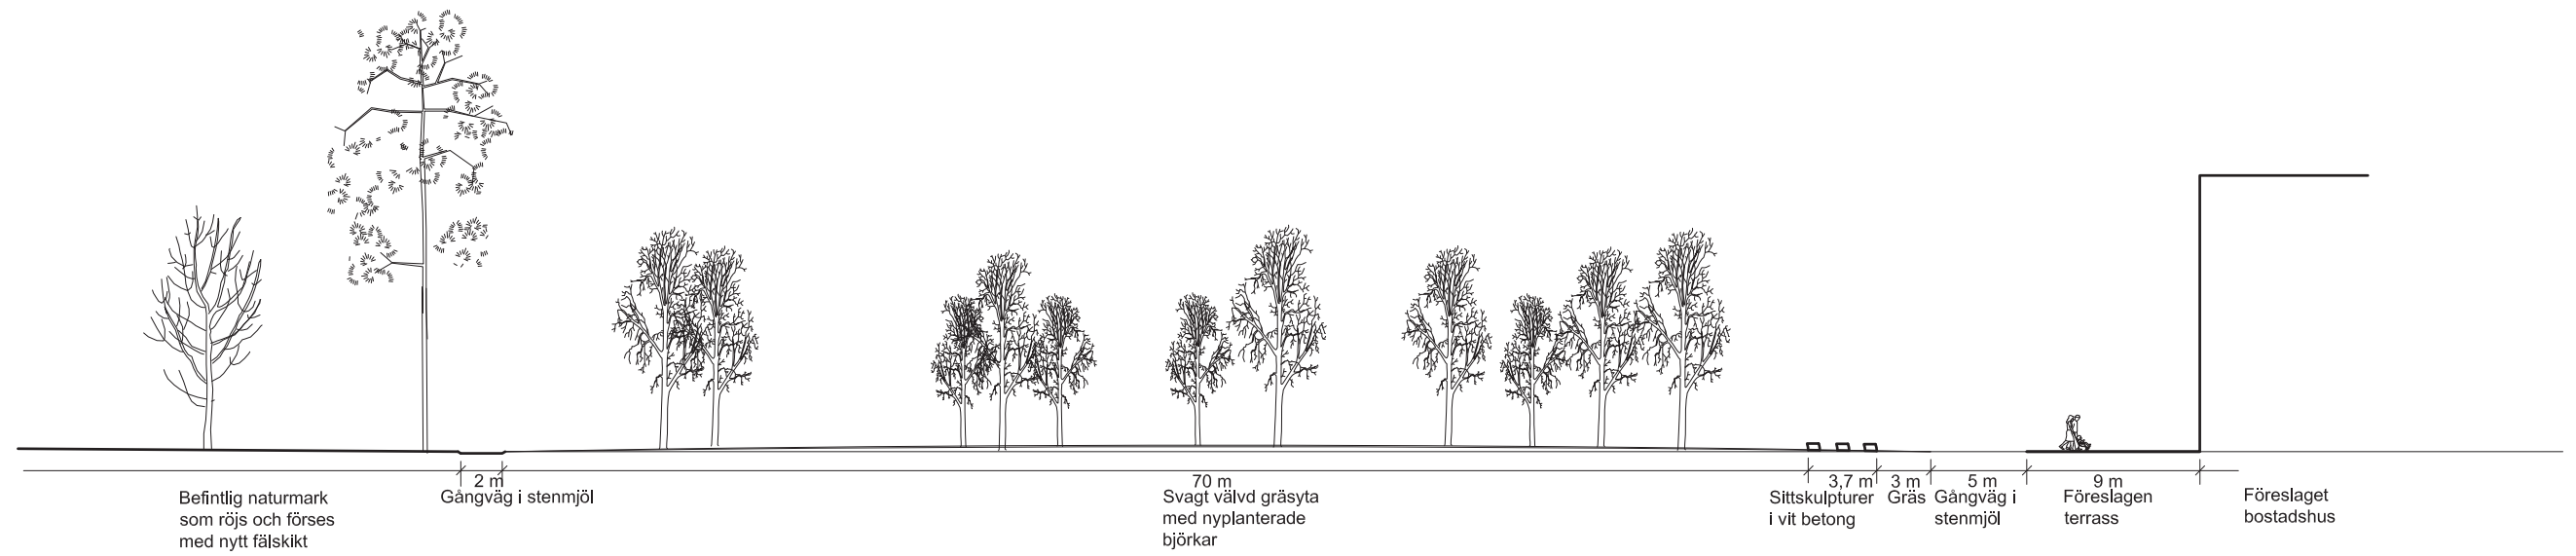 2 m
Gångväg i stenmjöl
Befintlig naturmark
som röjs och förses
med nytt fälskikt
70 m
Svagt välvd gräsyta
med nyplanterade
björkar
3,7 m
Sittskulpturer
i vit betong
3 m
Gräs
5 m
Gångväg i
stenmjöl
9 m
Föreslagen
terrass
Föreslaget
bostadshus